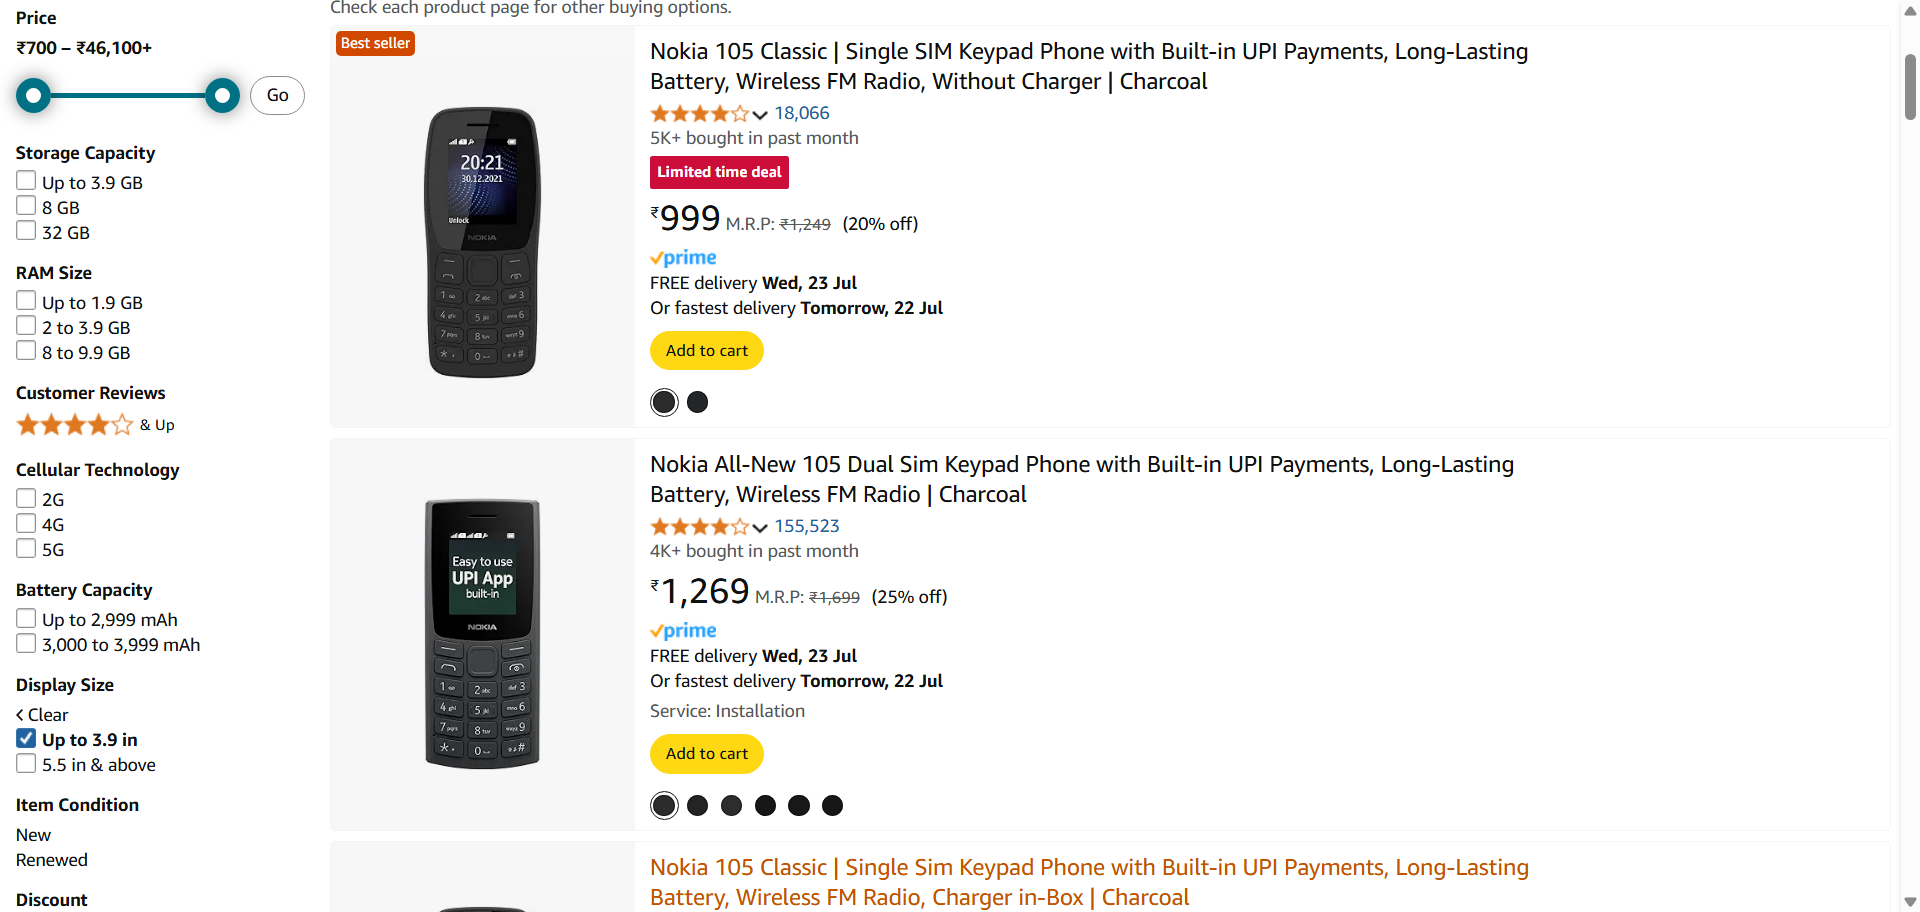 Price
₹700 – ₹46,100+
Go
Storage Capacity
Up to 3.9 GB
8 GB
32 GB
RAM Size
Up to 1.9 GB
2 to 3.9 GB
8 to 9.9 GB
Customer Reviews
& Up
Cellular Technology
2G
4G
5G
Battery Capacity
Up to 2,999 mAh
3,000 to 3,999 mAh
Display Size
Clear
Up to 3.9 in
5.5 in & above
Item Condition
New
Renewed
Discount
Check each product page for other buying options.
Best seller
20:21
30.12.2021
Unlock
NOKIA
Nokia 105 Classic | Single SIM Keypad Phone with Built-in UPI Payments, Long-Lasting
Battery, Wireless FM Radio, Without Charger | Charcoal
18,066
5K+ bought in past month
Limited time deal
₹999 M.R.P: ₹1,249 (20% off)
prime
FREE delivery Wed, 23 Jul
Or fastest delivery Tomorrow, 22 Jul
Add to cart
Easy to use
UPI App
built-in
NOKIA
Nokia All-New 105 Dual Sim Keypad Phone with Built-in UPI Payments, Long-Lasting
Battery, Wireless FM Radio | Charcoal
155,523
4K+ bought in past month
₹1,269 M.R.P: ₹1,699 (25% off)
prime
FREE delivery Wed, 23 Jul
Or fastest delivery Tomorrow, 22 Jul
Service: Installation
Add to cart
Nokia 105 Classic | Single Sim Keypad Phone with Built-in UPI Payments, Long-Lasting
Battery, Wireless FM Radio, Charger in-Box | Charcoal